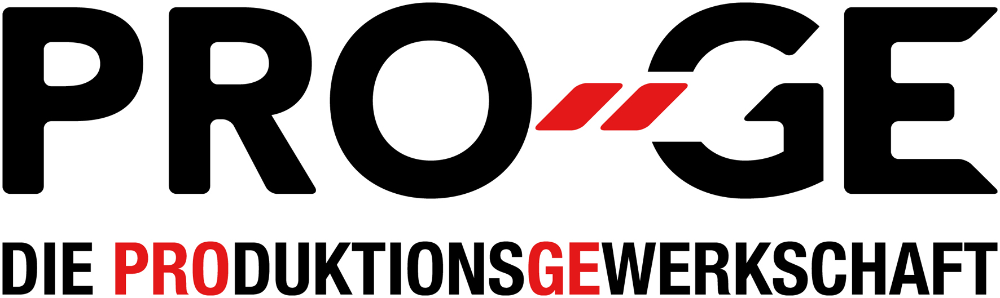 PRO-GE
DIE PRODUKTIONSGEWERKSCHAFT